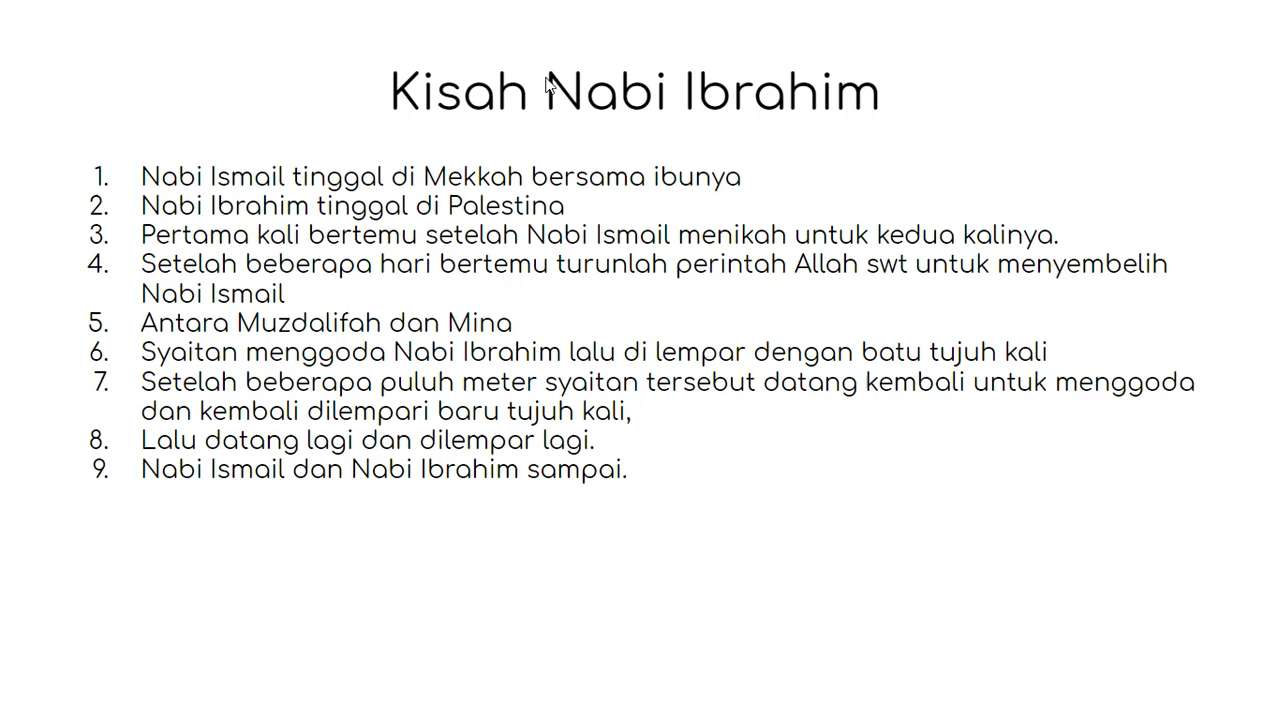 Kisah Nabi Ibrahim
1. Nabi Ismail tinggal di Mekkah bersama ibunya
2. Nabi Ibrahim tinggal di Palestina
3. Pertama kali bertemu setelah Nabi Ismail menikah untuk kedua kalinya.
4. Setelah beberapa hari bertemu turunlah perintah Allah swt untuk menyembelih
Nabi Ismail
5. Antara Muzdalifah dan Mina
6. Syaitan menggoda Nabi Ibrahim lalu di lempar dengan batu tujuh kali
7. Setelah beberapa puluh meter syaitan tersebut datang kembali untuk menggoda
dan kembali dilempari baru tujuh kali,
8. Lalu datang lagi dan dilempar lagi.
9. Nabi Ismail dan Nabi Ibrahim sampai.